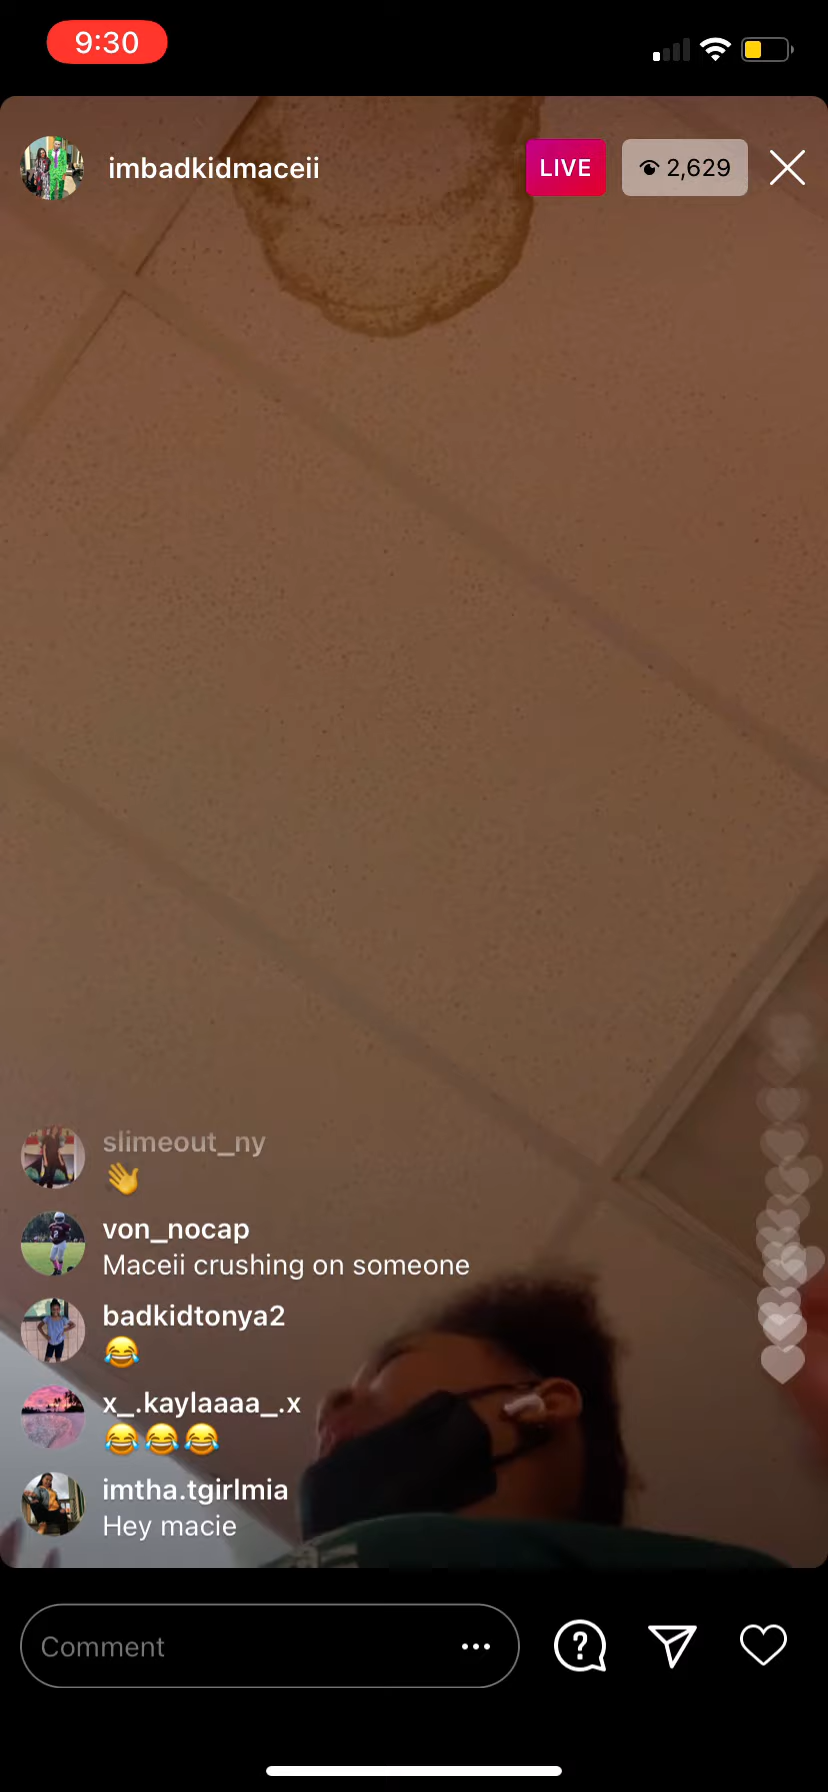 9:30
imbadkidmaceii
LIVE
2,629
slimeout_ny
👋
von_nocap
Maceii crushing on someone
badkidtonya2
😂
x_.kaylaaaa_.x
😂😂😂
imtha.tgirlmia
Hey macie
Comment